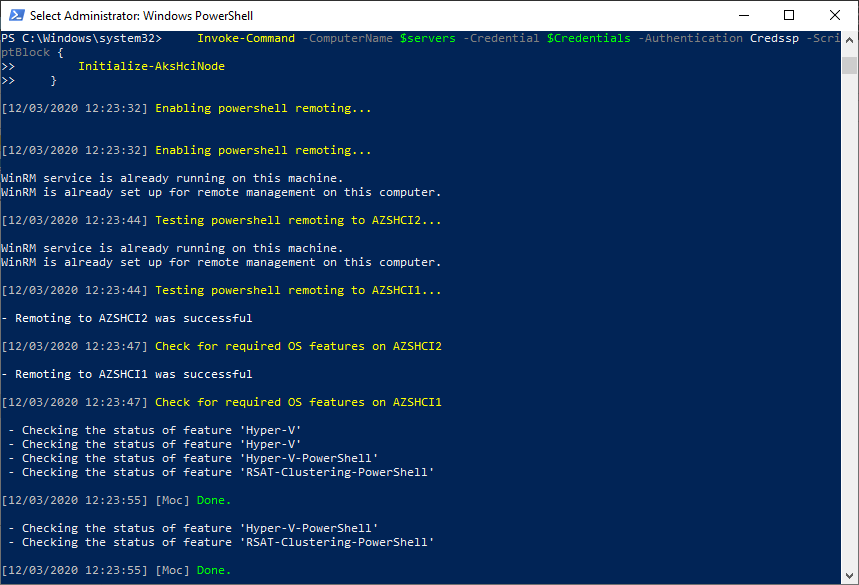 Select Administrator: Windows PowerShell
PS C:\Windows\system32>     Invoke-Command -ComputerName $servers -Credential $Credentials -Authentication Credssp -Scri
ptBlock {
>>         Initialize-AksHciNode
>>     }
[12/03/2020 12:23:32] Enabling powershell remoting...
[12/03/2020 12:23:32] Enabling powershell remoting...
WinRM service is already running on this machine.
WinRM is already set up for remote management on this computer.
[12/03/2020 12:23:44] Testing powershell remoting to AZSHCI2...
WinRM service is already running on this machine.
WinRM is already set up for remote management on this computer.
[12/03/2020 12:23:44] Testing powershell remoting to AZSHCI1...
- Remoting to AZSHCI2 was successful
[12/03/2020 12:23:47] Check for required OS features on AZSHCI2
- Remoting to AZSHCI1 was successful
[12/03/2020 12:23:47] Check for required OS features on AZSHCI1
 - Checking the status of feature 'Hyper-V'
 - Checking the status of feature 'Hyper-V'
 - Checking the status of feature 'Hyper-V-PowerShell'
 - Checking the status of feature 'RSAT-Clustering-PowerShell'
[12/03/2020 12:23:55] [Moc] Done.
 - Checking the status of feature 'Hyper-V-PowerShell'
 - Checking the status of feature 'RSAT-Clustering-PowerShell'
[12/03/2020 12:23:55] [Moc] Done.